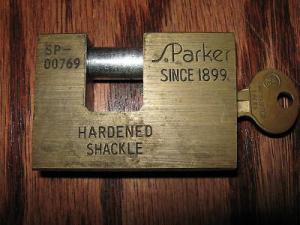 SP-
00769
S.Parker
SINCE 1899.
HARDENED
SHACKLE